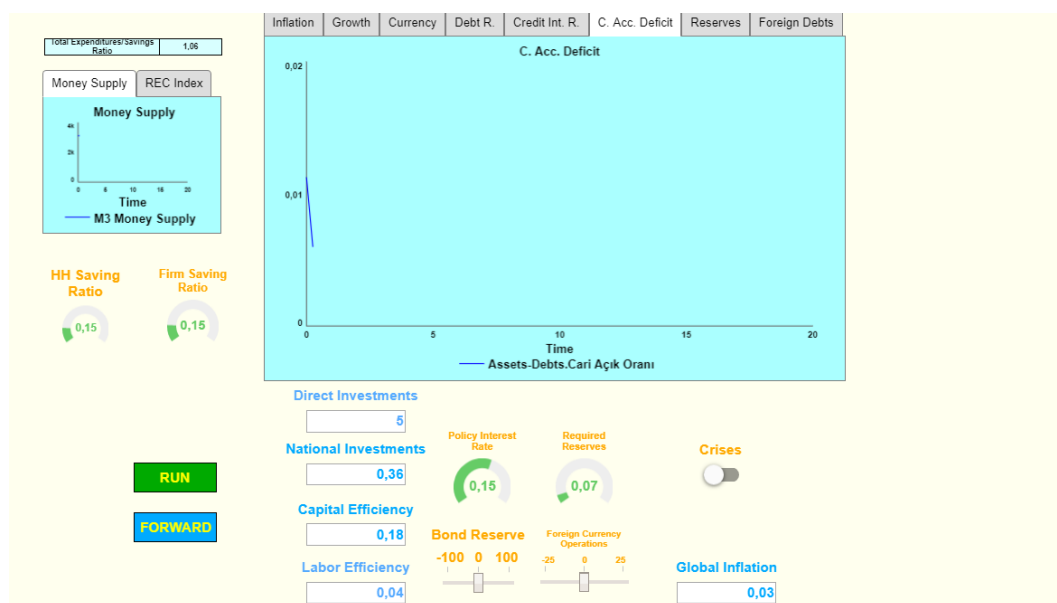 Inflation Growth Currency Debt R. Credit Int. R. C. Acc. Deficit Reserves Foreign Debts
Total Expenditures/Savings
Ratio
1,06
Money Supply REC Index
Money Supply
4k
2k
0
0 5 10 15 20
Time
M3 Money Supply
C. Acc. Deficit
0,02
0,01
0
0 5 10 15 20
Time
Assets-Debts.Cari Açık Oranı
HH Saving
Ratio
0,15
Firm Saving
Ratio
0,15
RUN
FORWARD
Direct Investments
5
National Investments
0,36
Capital Efficiency
0,18
Labor Efficiency
0,04
Policy Interest
Rate
0,15
Required
Reserves
0,07
Bond Reserve
-100 0 100
Foreign Currency
Operations
-25 0 25
Crises
Global Inflation
0,03